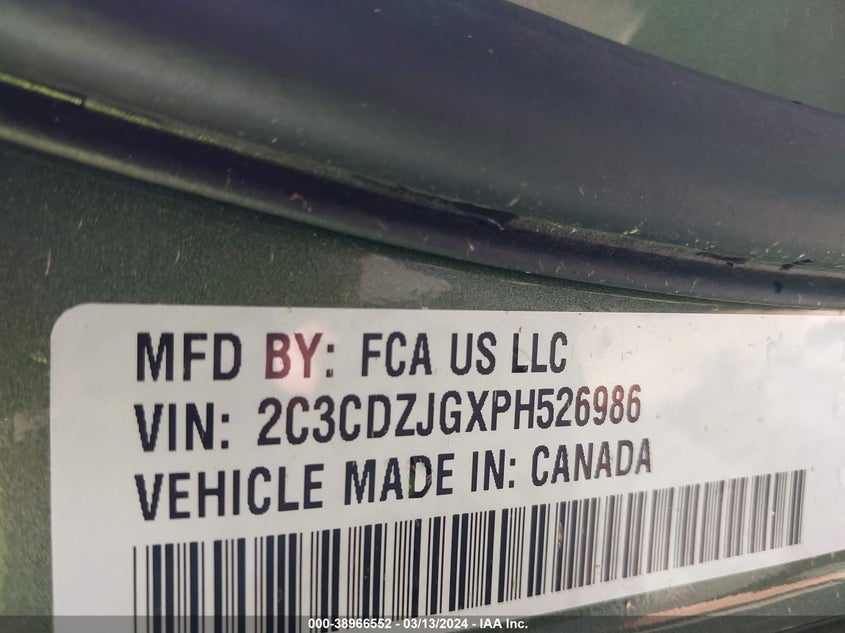 MFD BY: FCA US LLC
VIN: 2C3CDZJGXPH526986
VEHICLE MADE IN: CANADA
000-38966552 - 03/13/2024 - IAA, Inc.